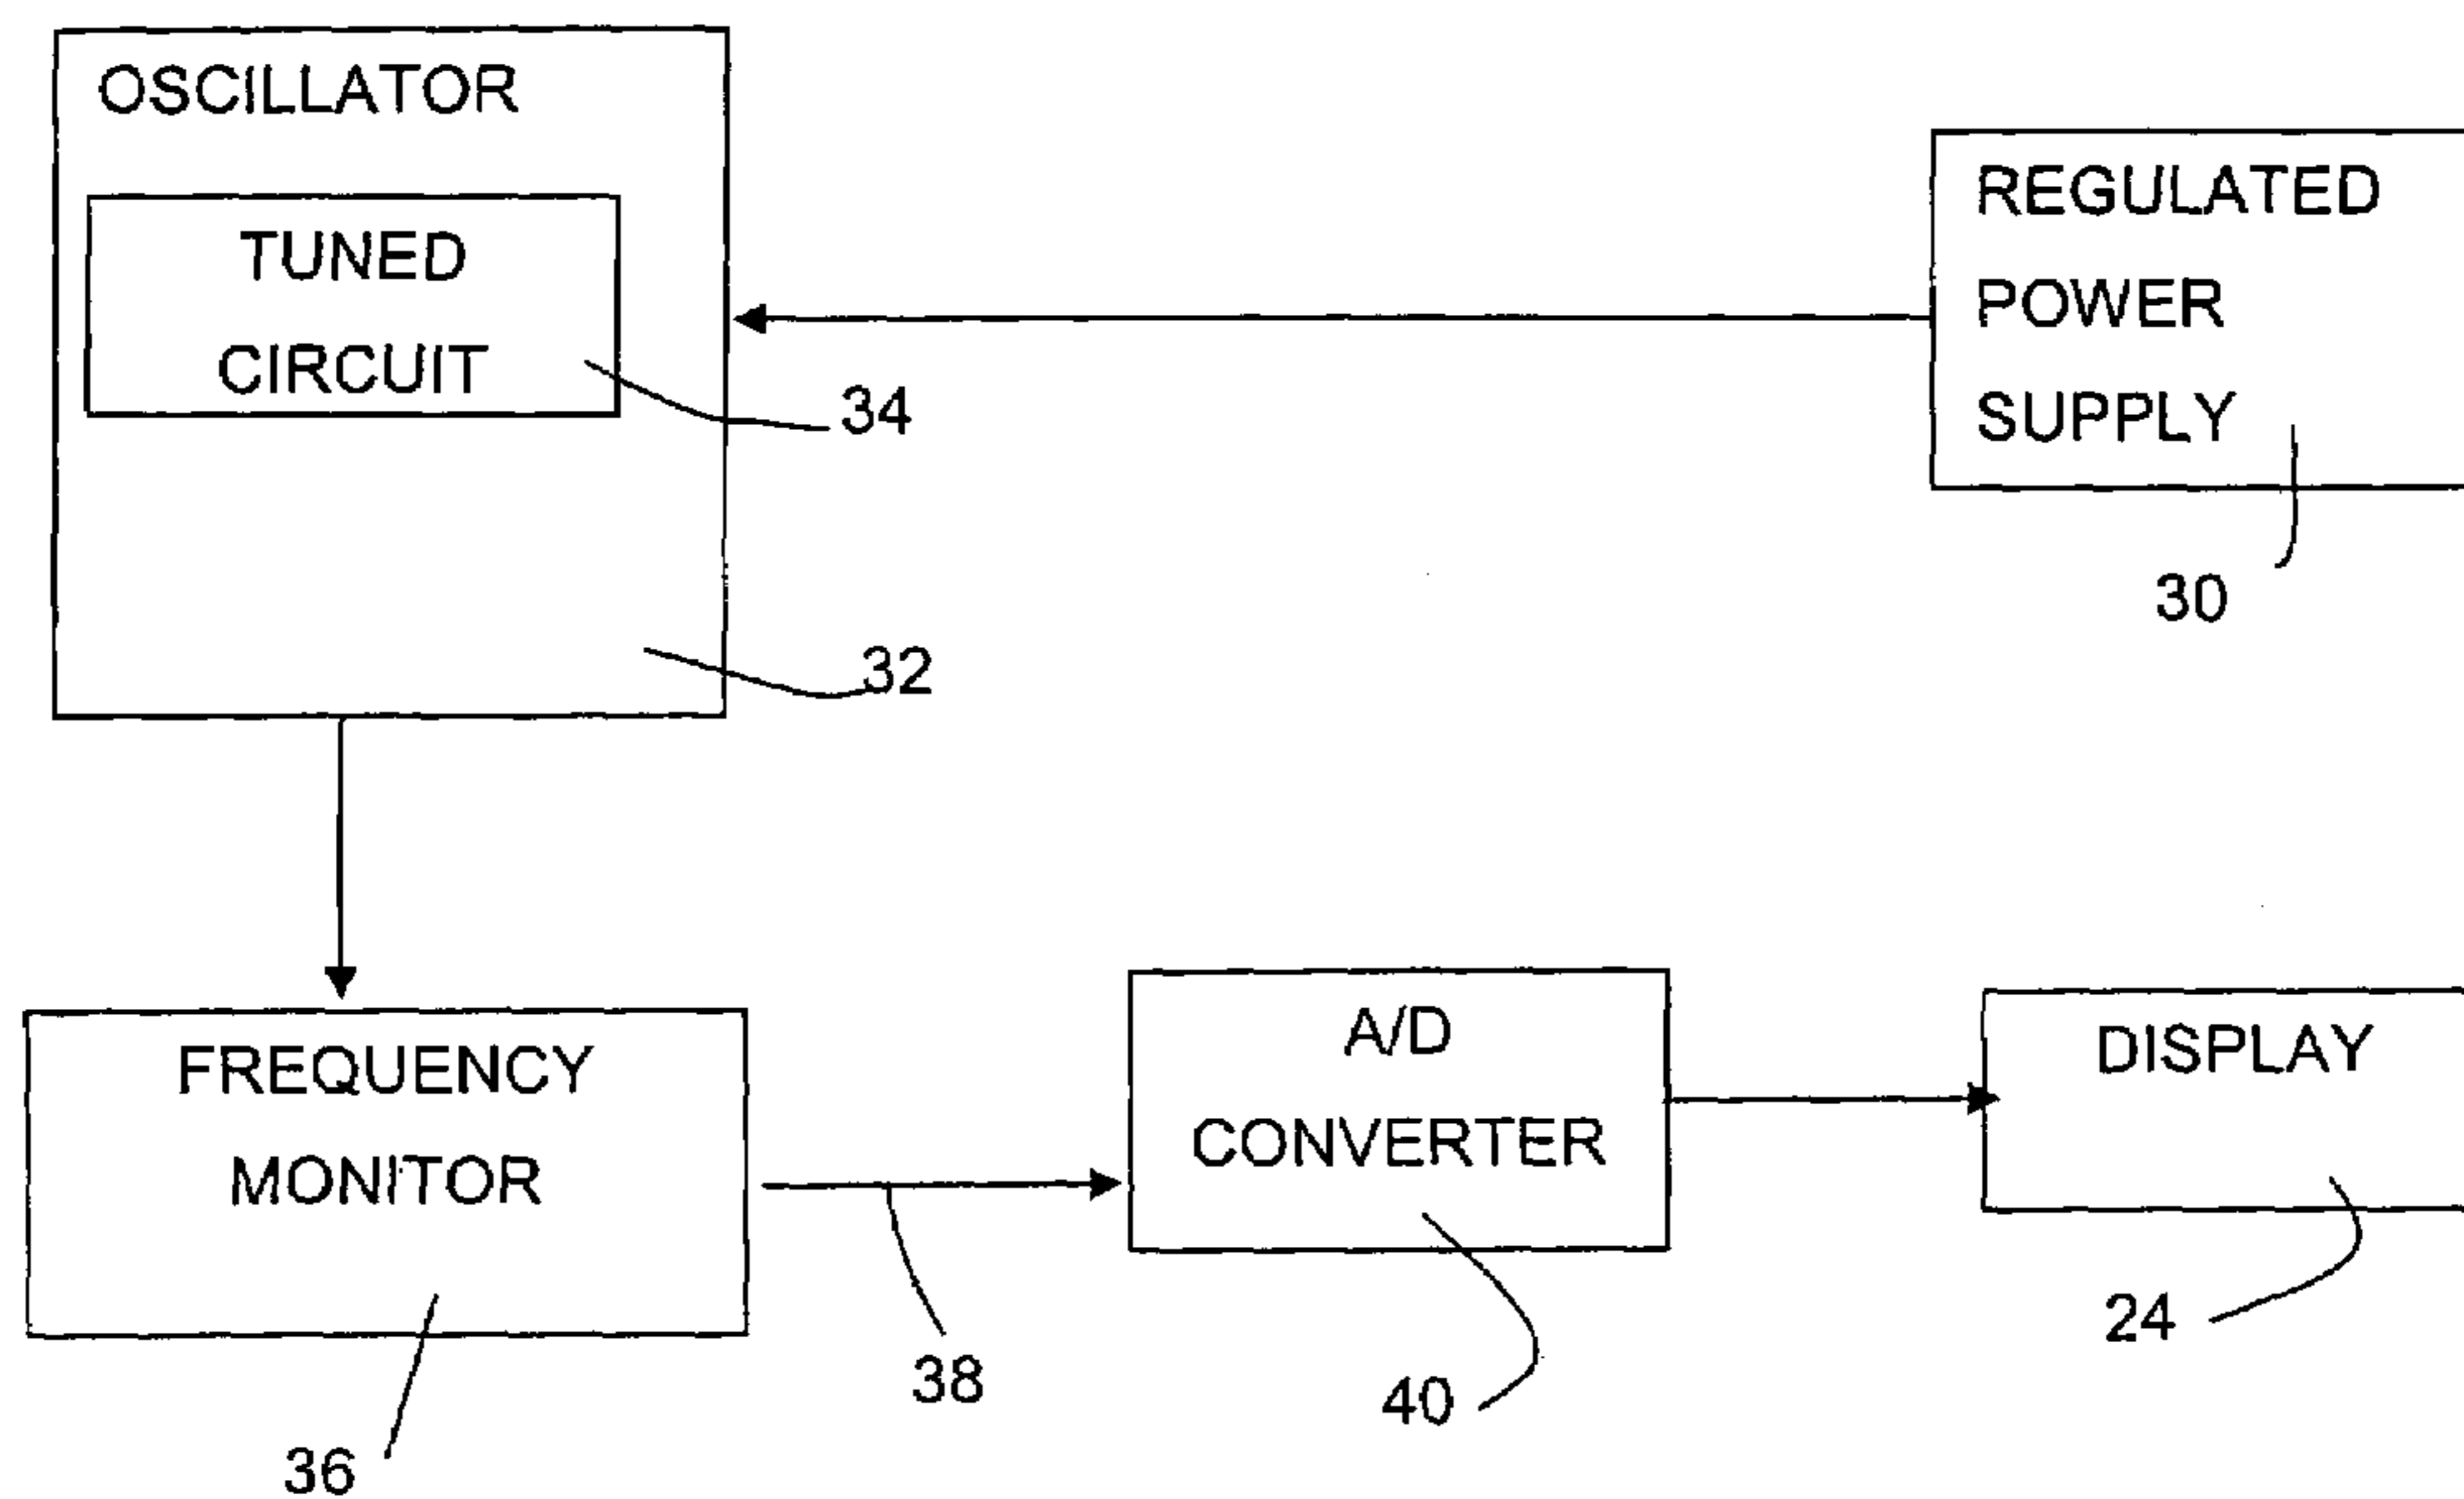 OSCILLATOR
TUNED
CIRCUIT
34
32
REGULATED
POWER
SUPPLY
30
FREQUENCY
MONITOR
36
38
A/D
CONVERTER
40
DISPLAY
24